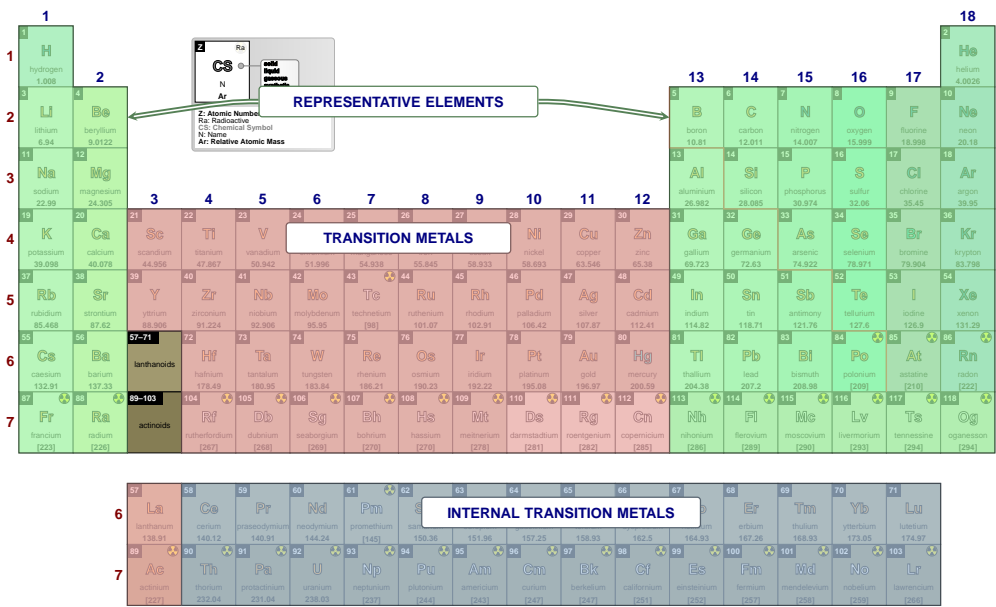 1 18
1 H hydrogen 1.008
Z Ra
CS
N
Ar
solid
liquid
gaseous
Z: Atomic Number
Ra: Radioactive
CS: Chemical Symbol
N: Name
Ar: Relative Atomic Mass
2 He helium 4.0026
1
2 13 14 15 16 17
REPRESENTATIVE ELEMENTS
2
3 Li lithium 6.94
4 Be beryllium 9.0122
5 B boron 10.81
6 C carbon 12.011
7 N nitrogen 14.007
8 O oxygen 15.999
9 F fluorine 18.998
10 Ne neon 20.18
3
11 Na sodium 22.99
12 Mg magnesium 24.305
13 Al aluminium 26.982
14 Si silicon 28.085
15 P phosphorus 30.974
16 S sulfur 32.06
17 Cl chlorine 35.45
18 Ar argon 39.95
3 4 5 6 7 8 9 10 11 12
TRANSITION METALS
4
19 K potassium 39.098
20 Ca calcium 40.078
21 Sc scandium 44.956
22 Ti titanium 47.867
23 V vanadium 50.942
24 51.996
25 54.938
26 55.845
27 58.933
28 Ni nickel 58.693
29 Cu copper 63.546
30 Zn zinc 65.38
31 Ga gallium 69.723
32 Ge germanium 72.63
33 As arsenic 74.922
34 Se selenium 78.971
35 Br bromine 79.904
36 Kr krypton 83.798
5
37 Rb rubidium 85.468
38 Sr strontium 87.62
39 Y yttrium 88.906
40 Zr zirconium 91.224
41 Nb niobium 92.906
42 Mo molybdenum 95.95
43 Tc technetium [98]
44 Ru ruthenium 101.07
45 Rh rhodium 102.91
46 Pd palladium 106.42
47 Ag silver 107.87
48 Cd cadmium 112.41
49 In indium 114.82
50 Sn tin 118.71
51 Sb antimony 121.76
52 Te tellurium 127.6
53 I iodine 126.9
54 Xe xenon 131.29
6
55 Cs caesium 132.91
56 Ba barium 137.33
57–71 lanthanoids
72 Hf hafnium 178.49
73 Ta tantalum 180.95
74 W tungsten 183.84
75 Re rhenium 186.21
76 Os osmium 190.23
77 Ir iridium 192.22
78 Pt platinum 195.08
79 Au gold 196.97
80 Hg mercury 200.59
81 Tl thallium 204.38
82 Pb lead 207.2
83 Bi bismuth 208.98
84 Po polonium [209]
85 At astatine [210]
86 Rn radon [222]
7
87 Fr francium [223]
88 Ra radium [226]
89–103 actinoids
104 Rf rutherfordium [267]
105 Db dubnium [268]
106 Sg seaborgium [269]
107 Bh bohrium [270]
108 Hs hassium [270]
109 Mt meitnerium [278]
110 Ds darmstadtium [281]
111 Rg roentgenium [282]
112 Cn copernicium [285]
113 Nh nihonium [286]
114 Fl flerovium [289]
115 Mc moscovium [290]
116 Lv livermorium [293]
117 Ts tennessine [294]
118 Og oganesson [294]
INTERNAL TRANSITION METALS
6
57 La lanthanum 138.91
58 Ce cerium 140.12
59 Pr praseodymium 140.91
60 Nd neodymium 144.24
61 Pm promethium [145]
62 150.36
63 151.96
64 157.25
65 158.93
66 162.5
67 164.93
68 Er erbium 167.26
69 Tm thulium 168.93
70 Yb ytterbium 173.05
71 Lu lutetium 174.97
7
89 Ac actinium [227]
90 Th thorium 232.04
91 Pa protactinium 231.04
92 U uranium 238.03
93 Np neptunium [237]
94 Pu plutonium [244]
95 Am americium [243]
96 Cm curium [247]
97 Bk berkelium [247]
98 Cf californium [251]
99 Es einsteinium [252]
100 Fm fermium [257]
101 Md mendelevium [258]
102 No nobelium [259]
103 Lr lawrencium [266]